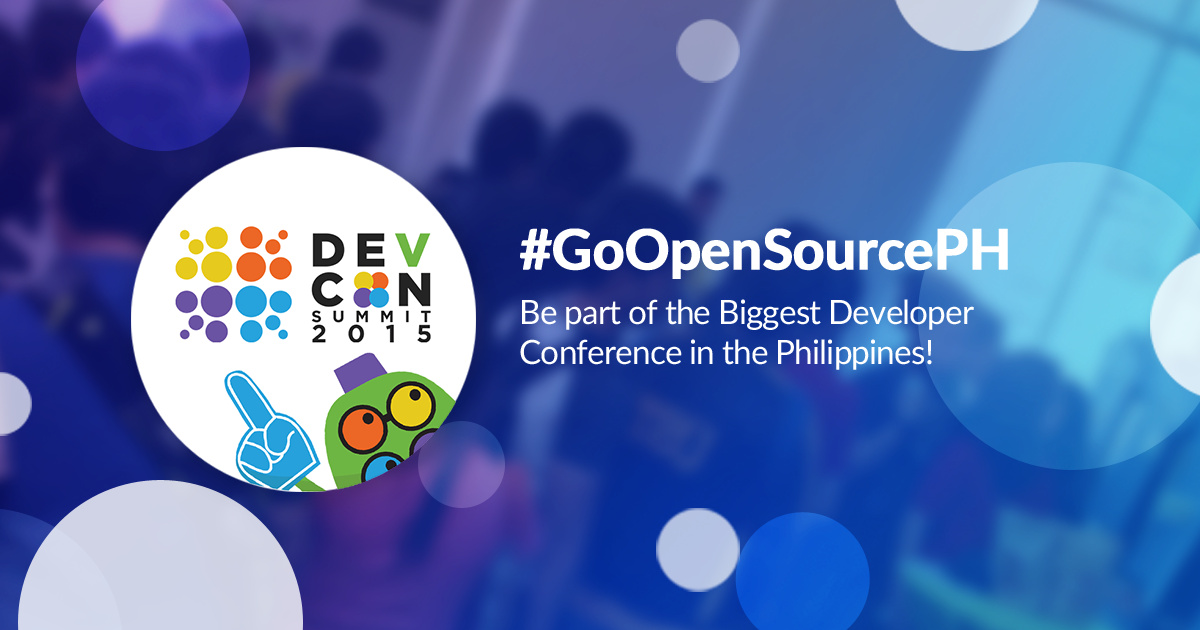 DEV
CON
SUMMIT
2015
#GoOpenSourcePH
Be part of the Biggest Developer
Conference in the Philippines!